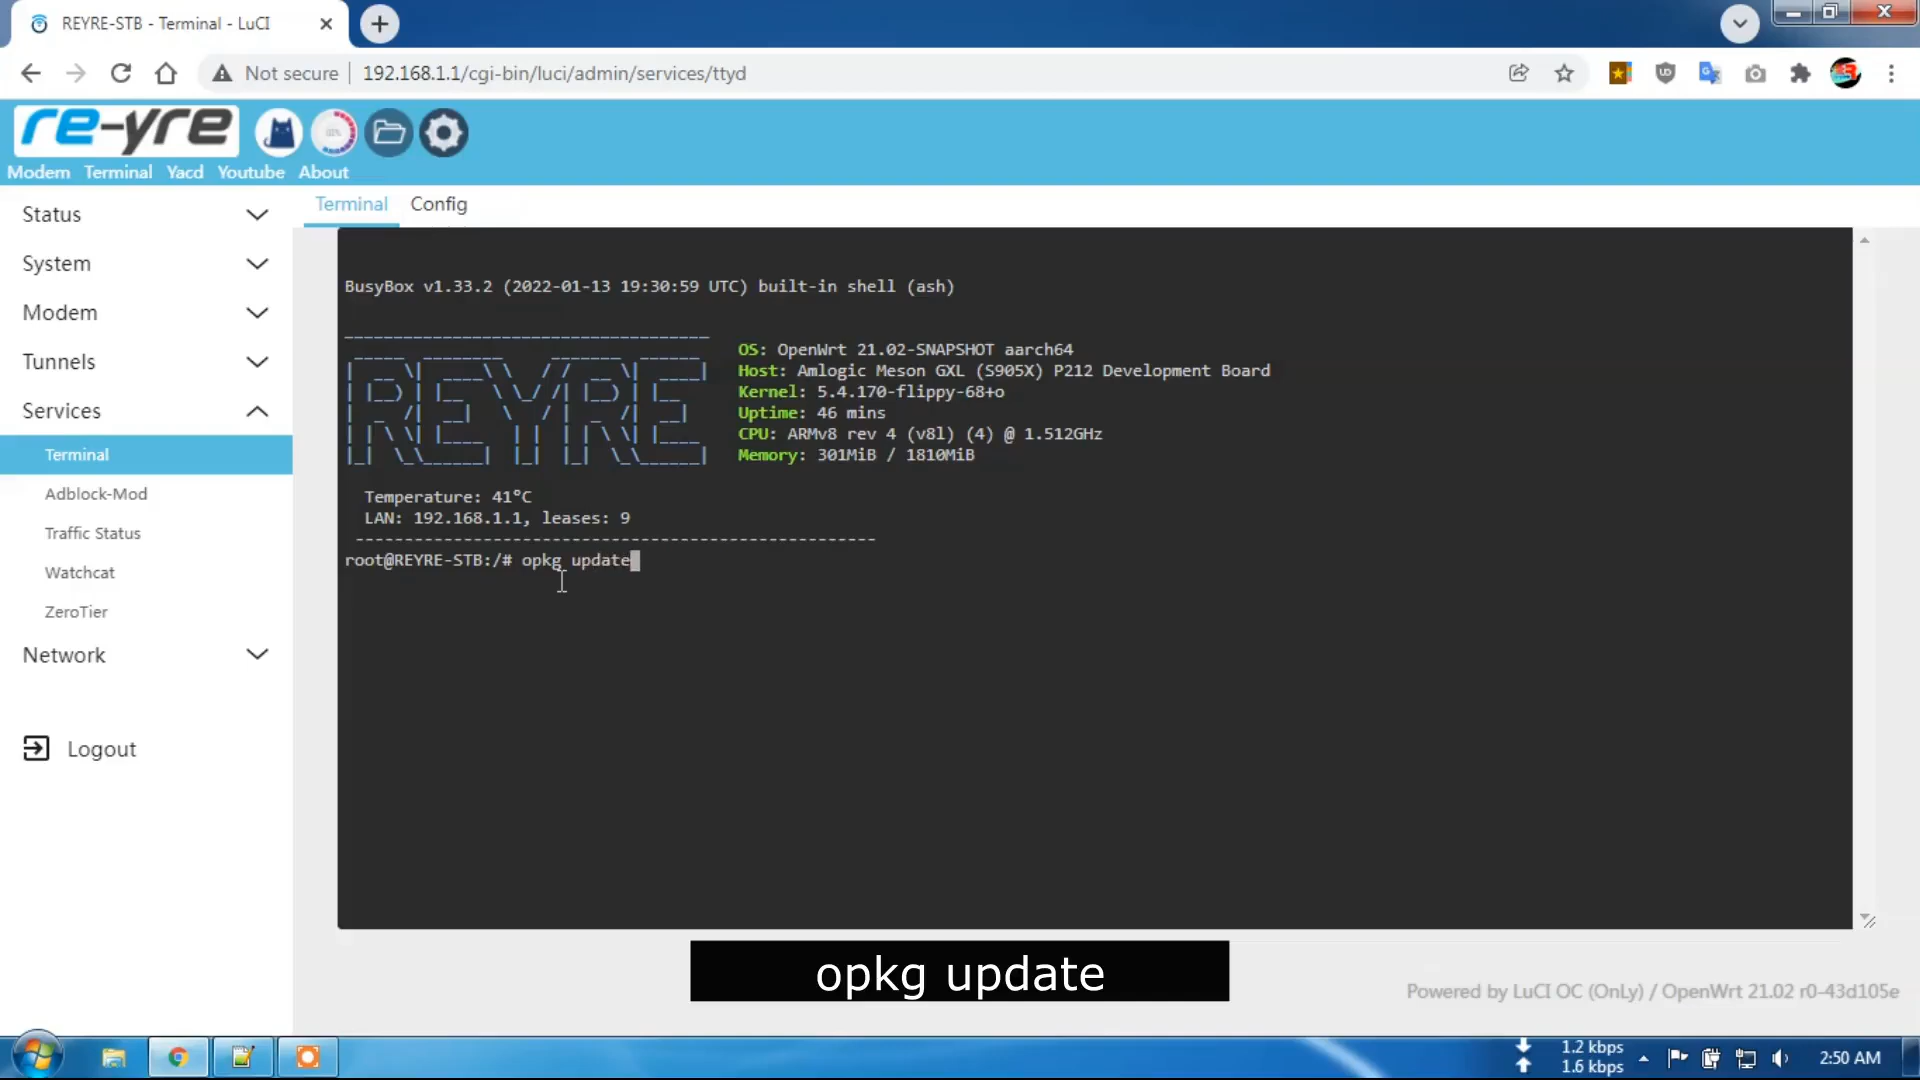 REYRE-STB - Terminal - LuCI
Not secure
192.168.1.1/cgi-bin/luci/admin/services/ttyd
re-yre
Modem Terminal Yacd Youtube About
Status
System
Modem
Tunnels
Services
Terminal
Adblock-Mod
Traffic Status
Watchcat
ZeroTier
Network
Logout
Terminal Config
BusyBox v1.33.2 (2022-01-13 19:30:59 UTC) built-in shell (ash)
REYRE
OS: OpenWrt 21.02-SNAPSHOT aarch64
Host: Amlogic Meson GXL (S905X) P212 Development Board
Kernel: 5.4.170-flippy-68+o
Uptime: 46 mins
CPU: ARMv8 rev 4 (v8l) (4) @ 1.512GHz
Memory: 301MiB / 1810MiB
Temperature: 41°C
LAN: 192.168.1.1, leases: 9
-----------------------------------------------------
root@REYRE-STB:/# opkg update
opkg update
Powered by LuCI OC (OnLy) / OpenWrt 21.02 r0-43d105e
1.2 kbps
1.6 kbps
2:50 AM